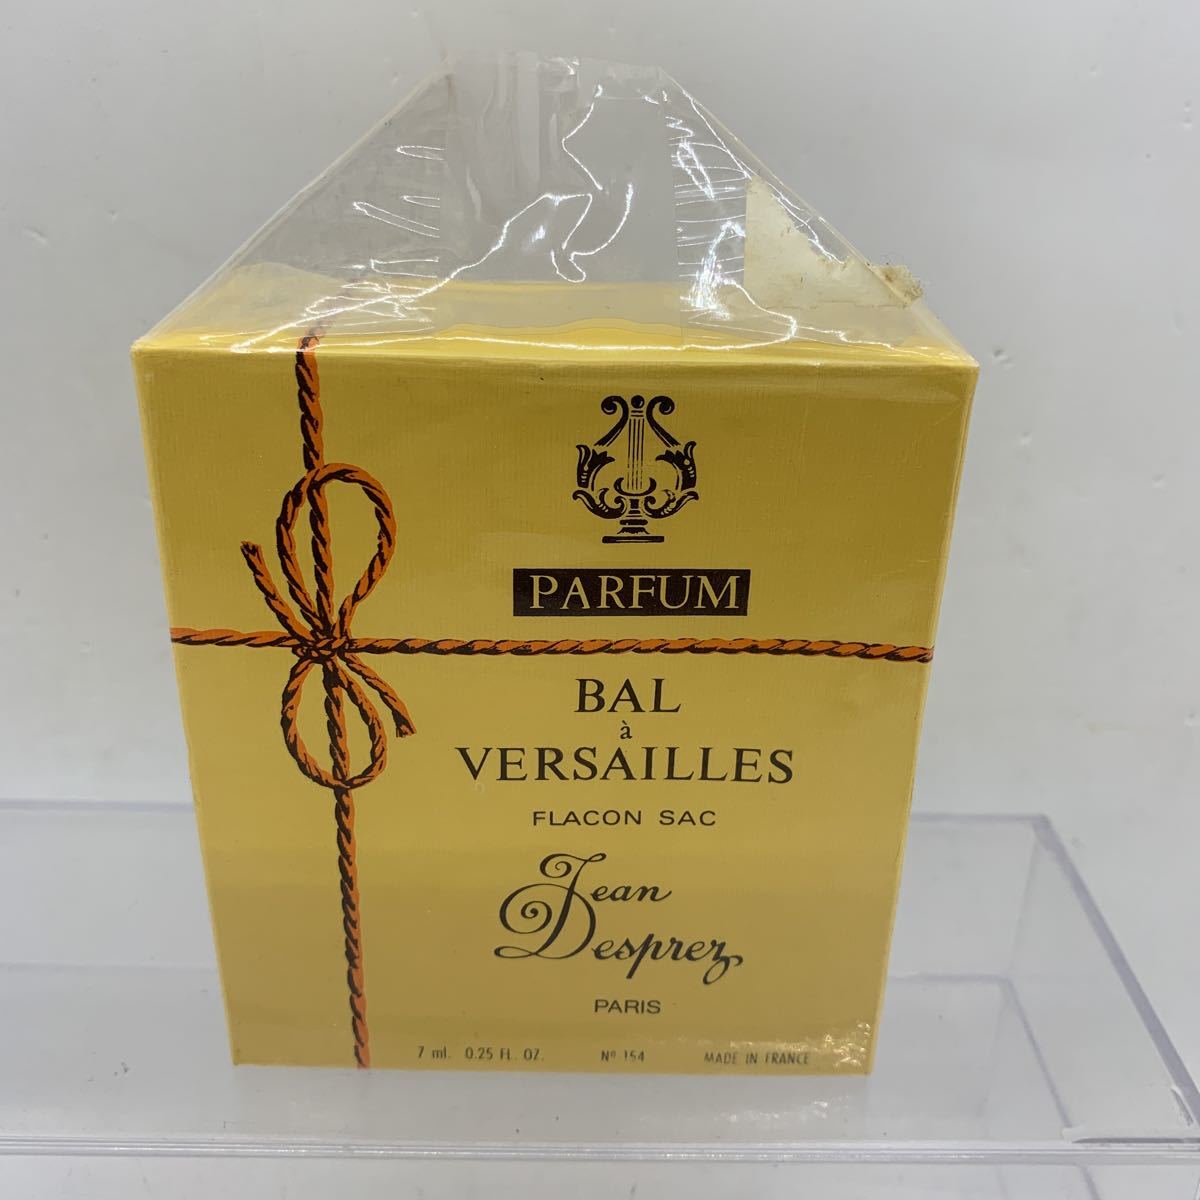 PARFUM
BAL
à
VERSAILLES
FLACON SAC
Jean
Desprez
PARIS
7 ml. 0.25 FL. OZ. Nº 154 MADE IN FRANCE